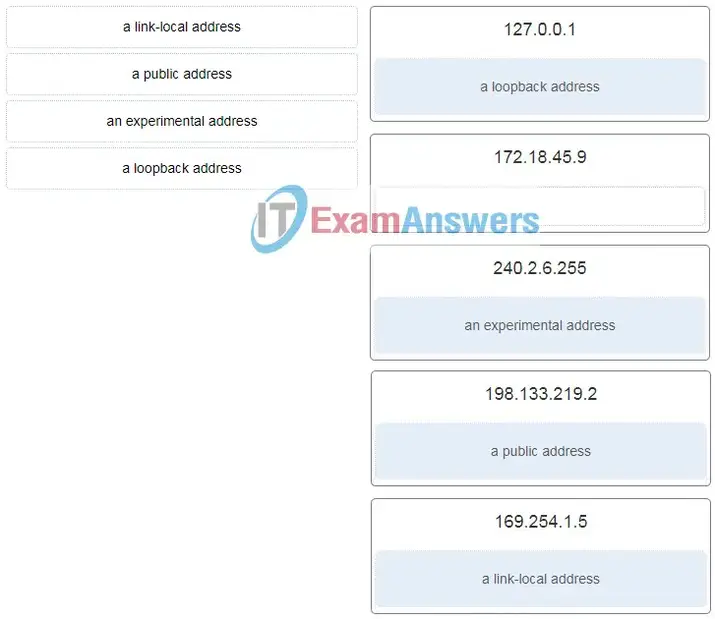 a link-local address
a public address
an experimental address
a loopback address
127.0.0.1
a loopback address
172.18.45.9
ITExamAnswers
240.2.6.255
an experimental address
198.133.219.2
a public address
169.254.1.5
a link-local address